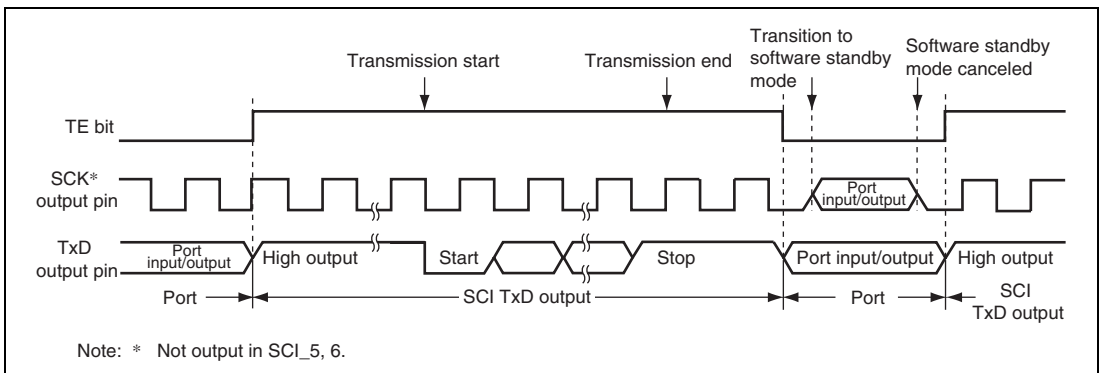 Transmission start
Transmission end
Transition to
software standby
mode
Software standby
mode canceled
TE bit
SCK*
output pin
Port
input/output
TxD
output pin
Port
input/output
High output
Start
Stop
Port input/output
High output
Port
SCI TxD output
Port
SCI
TxD output
Note: * Not output in SCI_5, 6.